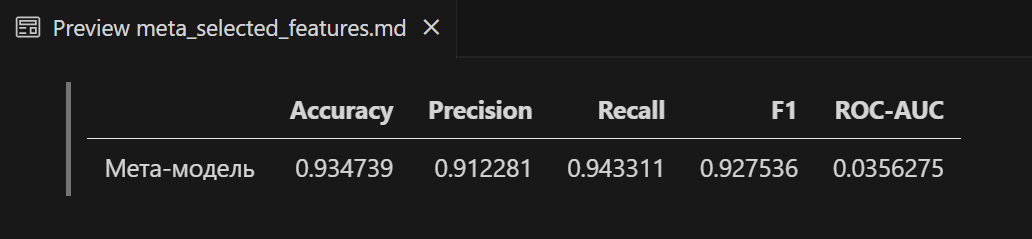 Preview meta_selected_features.md
Accuracy Precision Recall F1 ROC-AUC
Мета-модель 0.934739 0.912281 0.943311 0.927536 0.0356275